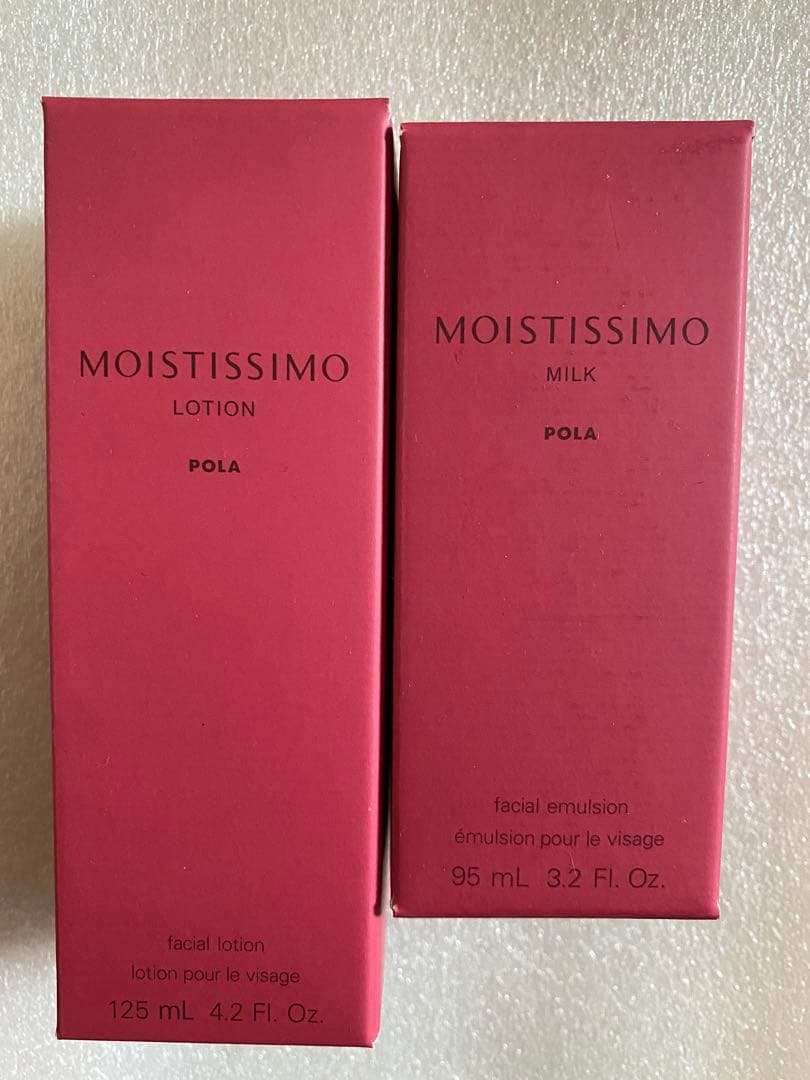 MOISTISSIMO
LOTION
POLA
facial lotion
lotion pour le visage
125 mL 4.2 Fl. Oz.
MOISTISSIMO
MILK
POLA
facial emulsion
émulsion pour le visage
95 mL 3.2 Fl. Oz.